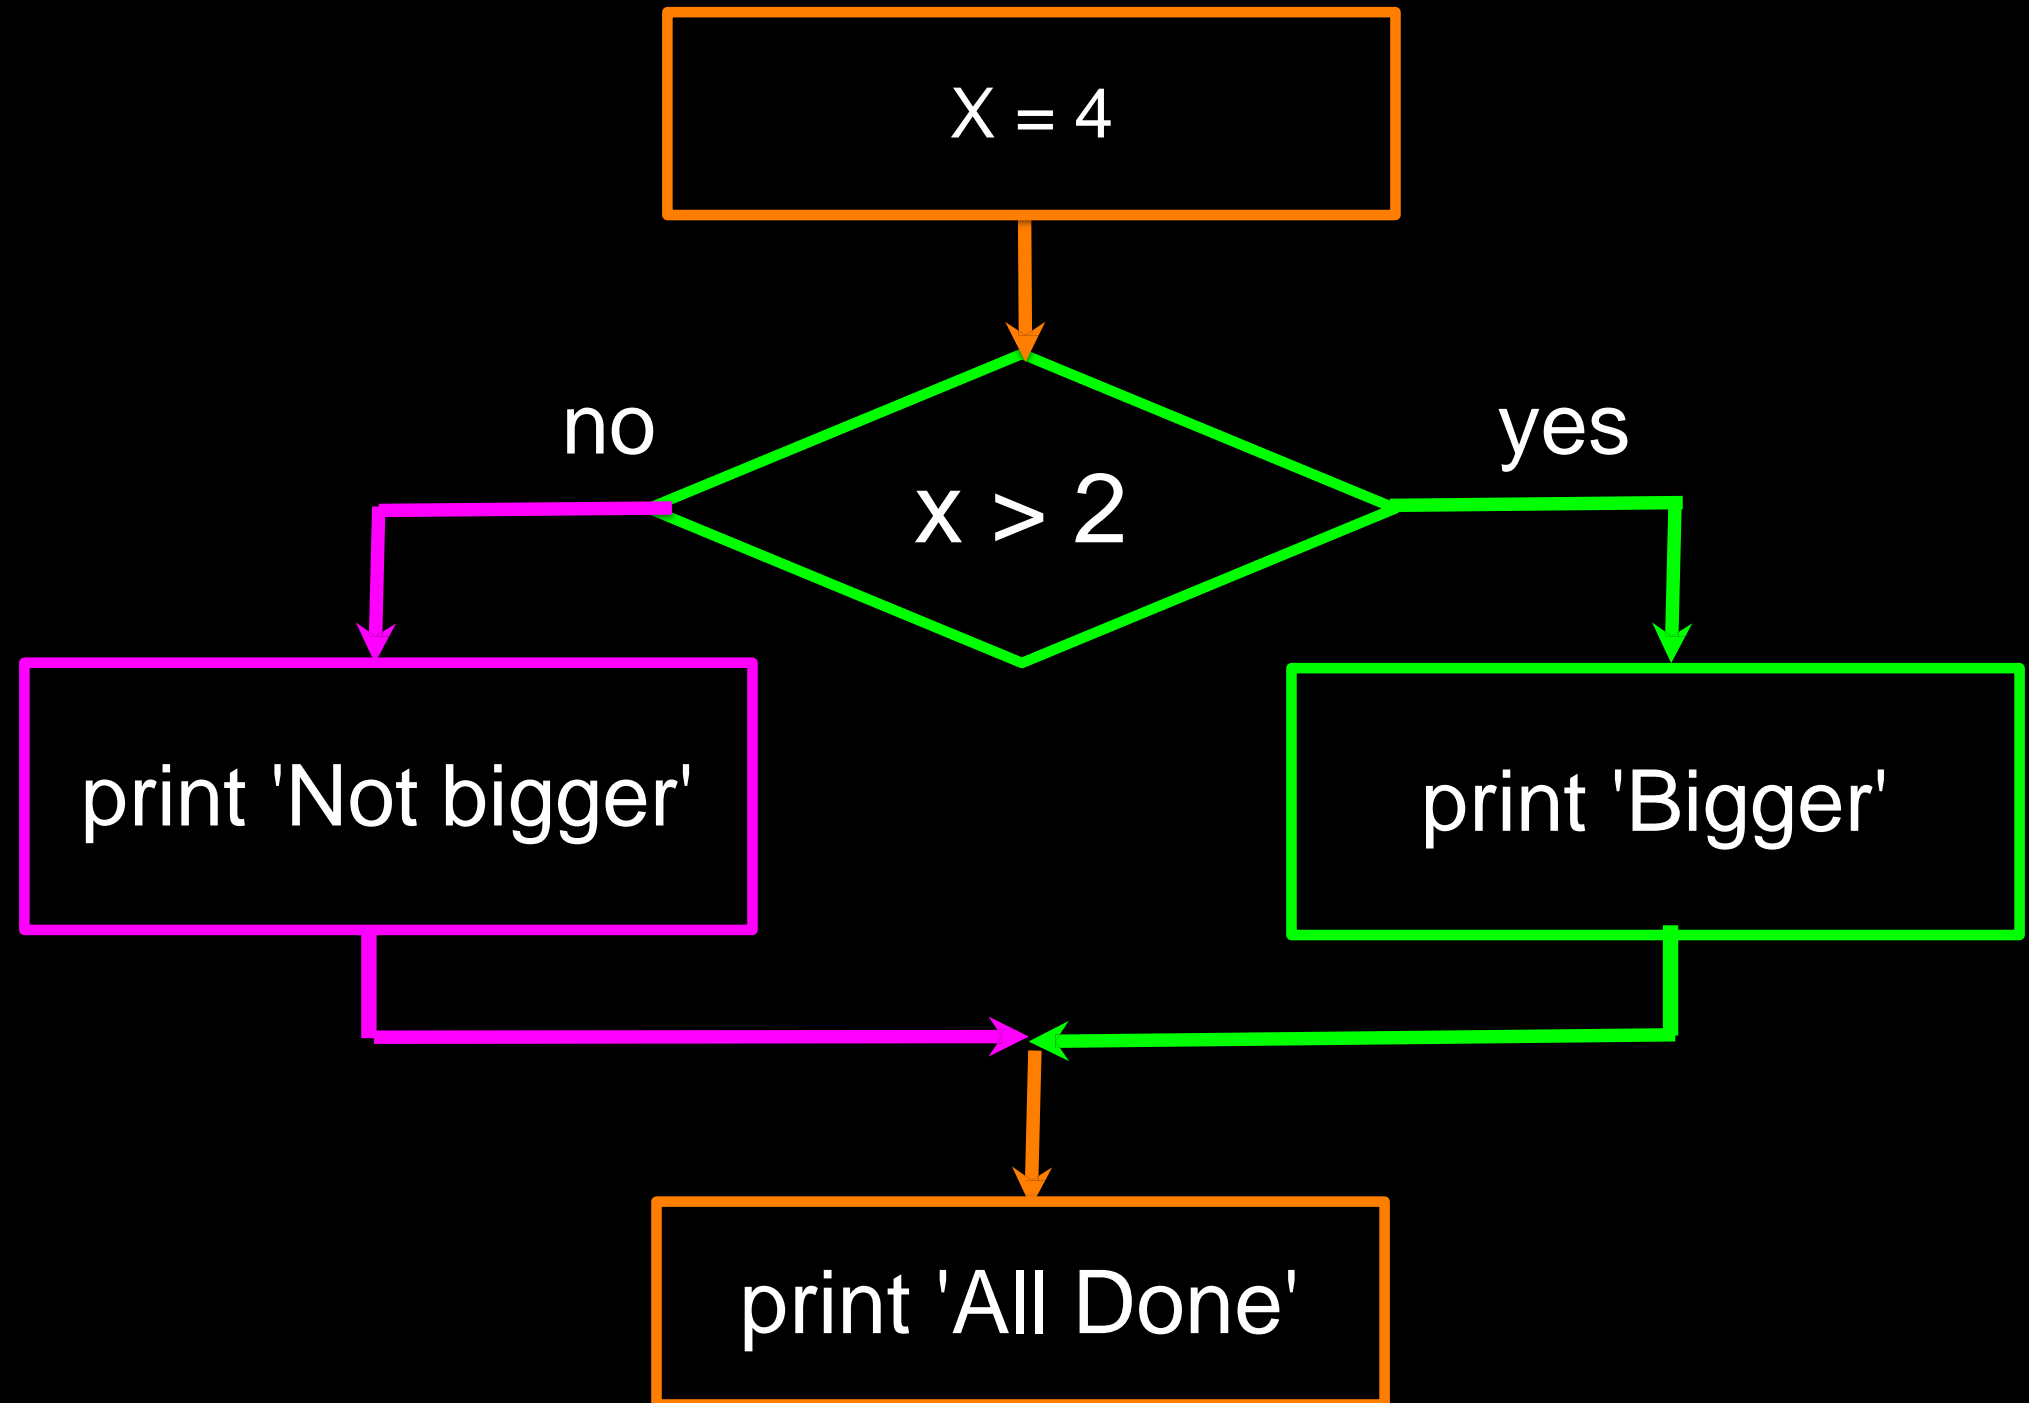 X = 4
no
yes
x > 2
print 'Not bigger'
print 'Bigger'
print 'All Done'